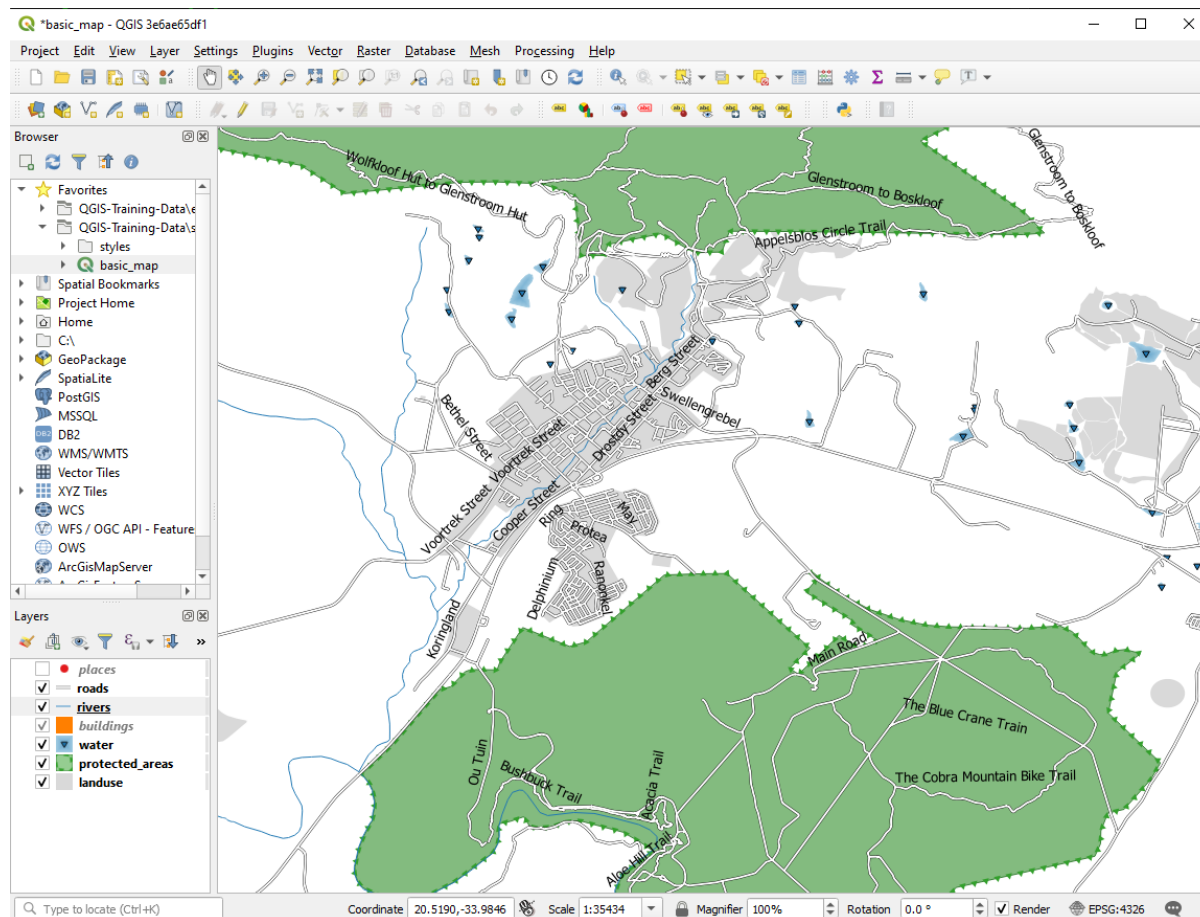 *basic_map - QGIS 3e6ae65df1
Project Edit View Layer Settings Plugins Vector Raster Database Mesh Processing Help
Browser
Favorites
QGIS-Training-Data\e
QGIS-Training-Data\s
styles
basic_map
Spatial Bookmarks
Project Home
Home
C:\
GeoPackage
SpatiaLite
PostGIS
MSSQL
DB2
WMS/WMTS
Vector Tiles
XYZ Tiles
WCS
WFS / OGC API - Feature
OWS
ArcGisMapServer
Layers
places
roads
rivers
buildings
water
protected_areas
landuse
Wolfkloof Hut to Glenstroom Hut
Glenstroom to Boskloof
Glenstroom to Boskloof
Appelsblos Circle Trail
Berg Street
Swellengrebel
Bethel Street
Drostdy Street
Voortrek Street
Voortrek Street
Cooper Street
Ring
May
Protea
Delphinium
Ranonkel
Koringland
Main Road
The Blue Crane Train
The Cobra Mountain Bike Trail
Ou Tuin
Bushbuck Trail
Acacia Trail
Aloe Hill Trail
Type to locate (Ctrl+K)
Coordinate 20.5190,-33.9846 Scale 1:35434 Magnifier 100% Rotation 0.0 ° Render EPSG:4326